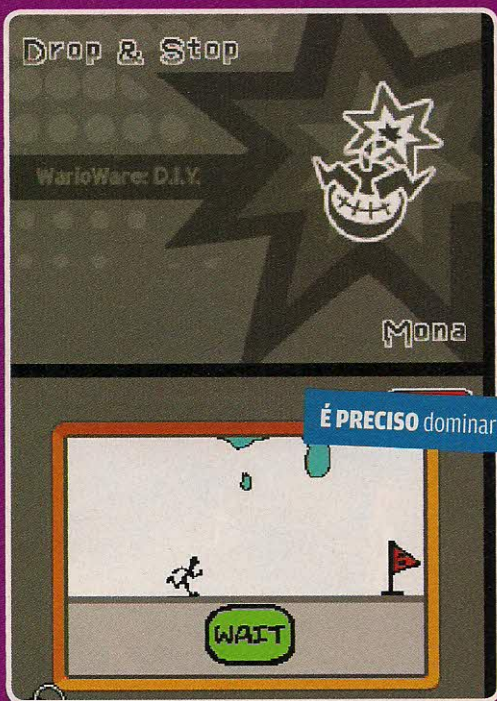 Drop & Stop
WarioWare: D.I.Y.
Mona
É PRECISO dominar
WAIT